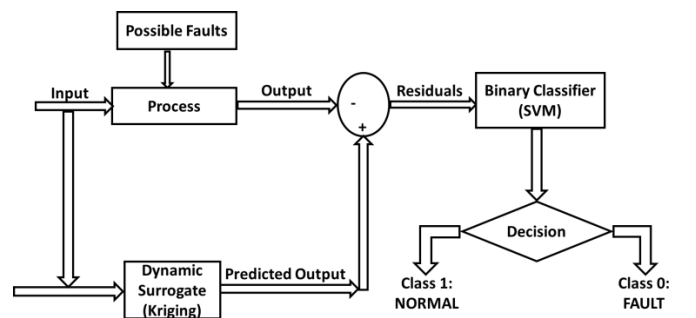 Possible Faults
Input
Process
Output
-
+
Residuals
Binary Classifier
(SVM)
Decision
Dynamic
Surrogate
(Kriging)
Predicted Output
Class 1:
NORMAL
Class 0:
FAULT